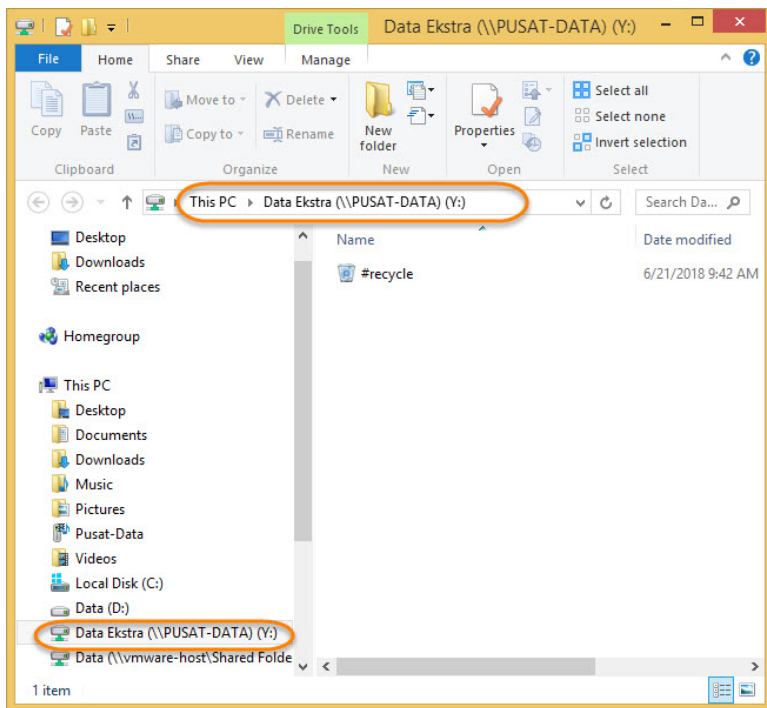 Drive Tools
Data Ekstra (\\PUSAT-DATA) (Y:)
File
Home
Share
View
Manage
Copy
Paste
Move to
Copy to
Delete
Rename
New folder
Properties
Select all
Select none
Invert selection
Clipboard
Organize
New
Open
Select
This PC
Data Ekstra (\\PUSAT-DATA) (Y:)
Search Da...
Desktop
Downloads
Recent places
Homegroup
This PC
Desktop
Documents
Downloads
Music
Pictures
Pusat-Data
Videos
Local Disk (C:)
Data (D:)
Data Ekstra (\\PUSAT-DATA) (Y:)
Data (\\vmware-host\Shared Folde
Name
Date modified
#recycle
6/21/2018 9:42 AM
1 item